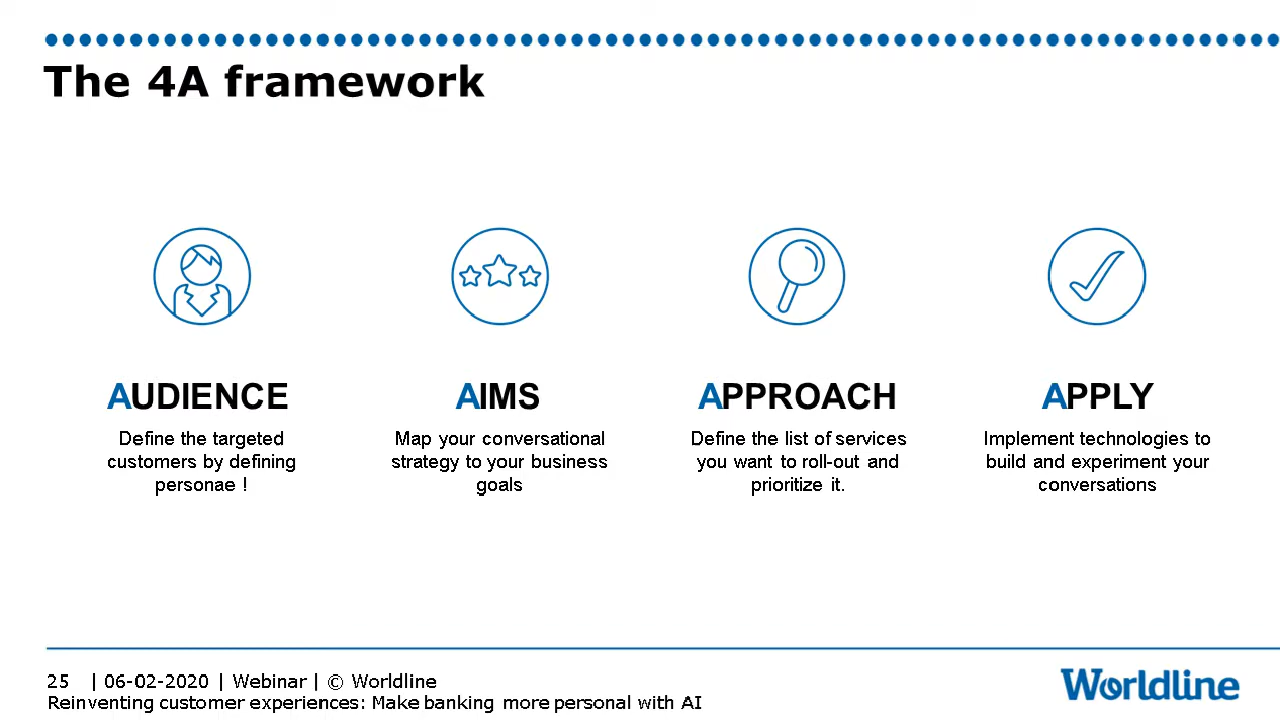 The 4A framework
AUDIENCE
Define the targeted
customers by defining
personae !
AIMS
Map your conversational
strategy to your business
goals
APPROACH
Define the list of services
you want to roll-out and
prioritize it.
APPLY
Implement technologies to
build and experiment your
conversations
25 | 06-02-2020 | Webinar | © Worldline
Reinventing customer experiences: Make banking more personal with AI
Worldline